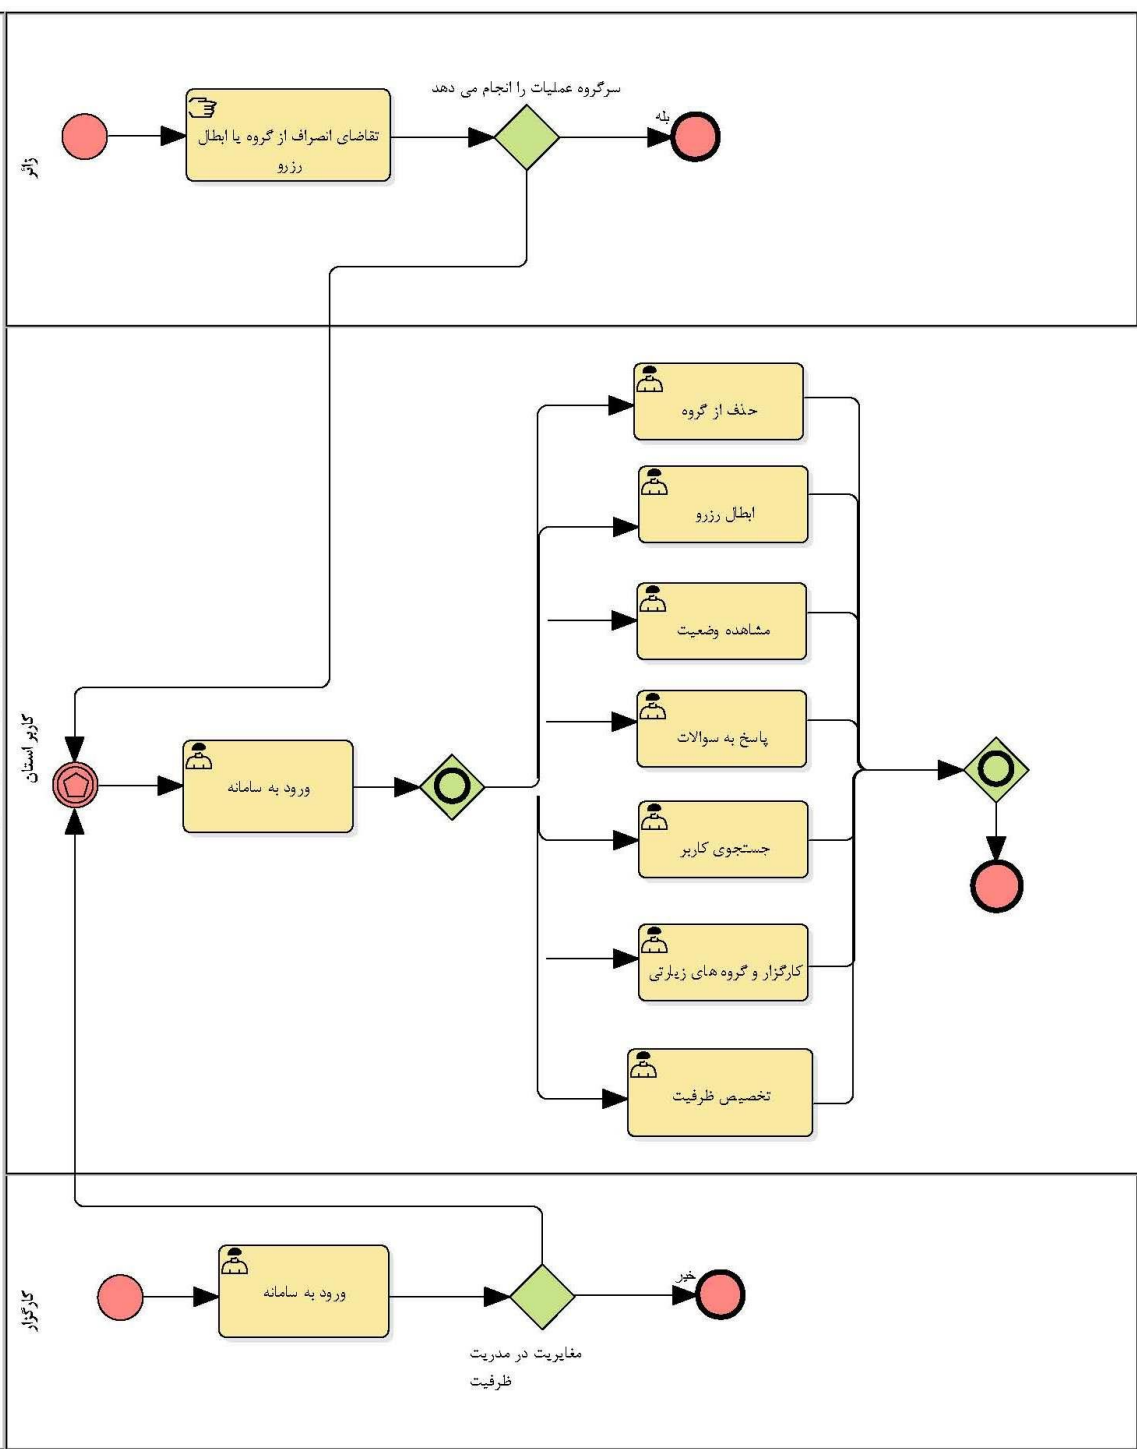 زائر
سرگروه عملیات را انجام می دهد
تقاضای انصراف از گروه یا ابطال
رزرو
بله
کاربر استان
حذف از گروه
ابطال رزرو
مشاهده وضعیت
پاسخ به سوالات
ورود به سامانه
جستجوی کاربر
کارگزار و گروه های زیارتی
تخصیص ظرفیت
کارگزار
ورود به سامانه
خیر
مغایریت در مدریت
ظرفیت